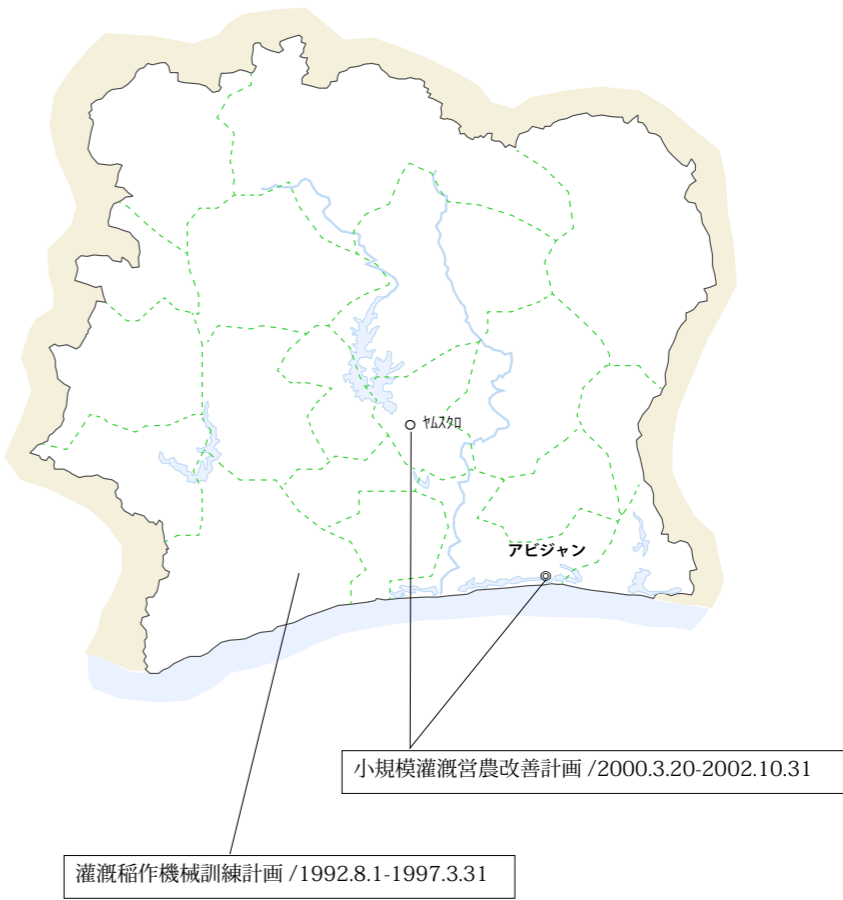 ﾔﾑｽｸﾛ
アビジャン
小規模灌漑営農改善計画 /2000.3.20-2002.10.31
灌漑稲作機械訓練計画 /1992.8.1-1997.3.31